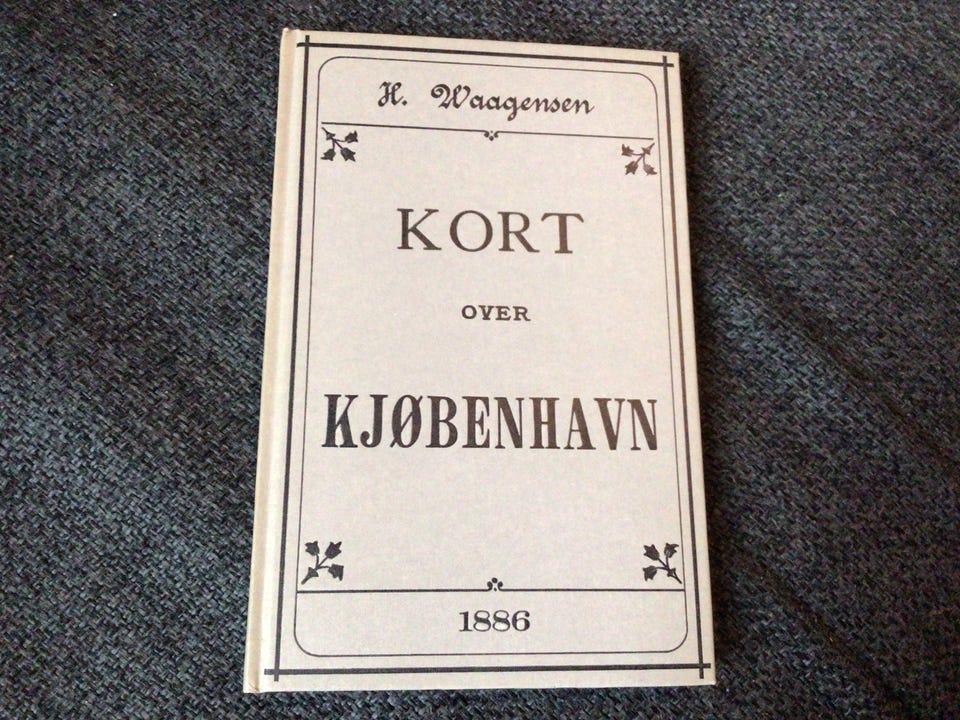 H. Waagensen
KORT
OVER
KJØBENHAVN
1886